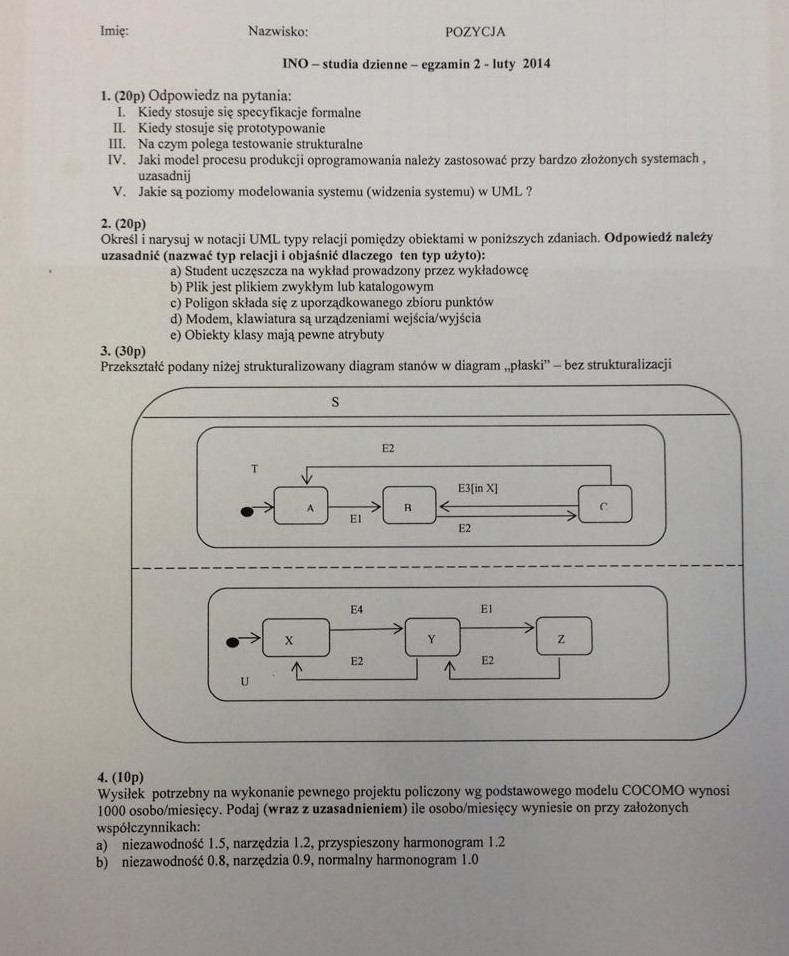 Imię: Nazwisko: POZYCJA
INO – studia dzienne – egzamin 2 - luty 2014
1. (20p) Odpowiedz na pytania:
I. Kiedy stosuje się specyfikacje formalne
II. Kiedy stosuje się prototypowanie
III. Na czym polega testowanie strukturalne
IV. Jaki model procesu produkcji oprogramowania należy zastosować przy bardzo złożonych systemach ,
uzasadnij
V. Jakie są poziomy modelowania systemu (widzenia systemu) w UML ?
2. (20p)
Określ i narysuj w notacji UML typy relacji pomiędzy obiektami w poniższych zdaniach. Odpowiedź należy
uzasadnić (nazwać typ relacji i objaśnić dlaczego ten typ użyto):
a) Student uczęszcza na wykład prowadzony przez wykładowcę
b) Plik jest plikiem zwykłym lub katalogowym
c) Poligon składa się z uporządkowanego zbioru punktów
d) Modem, klawiatura są urządzeniami wejścia/wyjścia
e) Obiekty klasy mają pewne atrybuty
3. (30p)
Przekształć podany niżej strukturalizowany diagram stanów w diagram „płaski” – bez strukturalizacji
S
E2
T
E3[in X]
A B C
E1
E2
E4 E1
X Y Z
E2 E2
U
4. (10p)
Wysiłek potrzebny na wykonanie pewnego projektu policzony wg podstawowego modelu COCOMO wynosi
1000 osobo/miesięcy. Podaj (wraz z uzasadnieniem) ile osobo/miesięcy wyniesie on przy założonych
współczynnikach:
a) niezawodność 1.5, narzędzia 1.2, przyspieszony harmonogram 1.2
b) niezawodność 0.8, narzędzia 0.9, normalny harmonogram 1.0